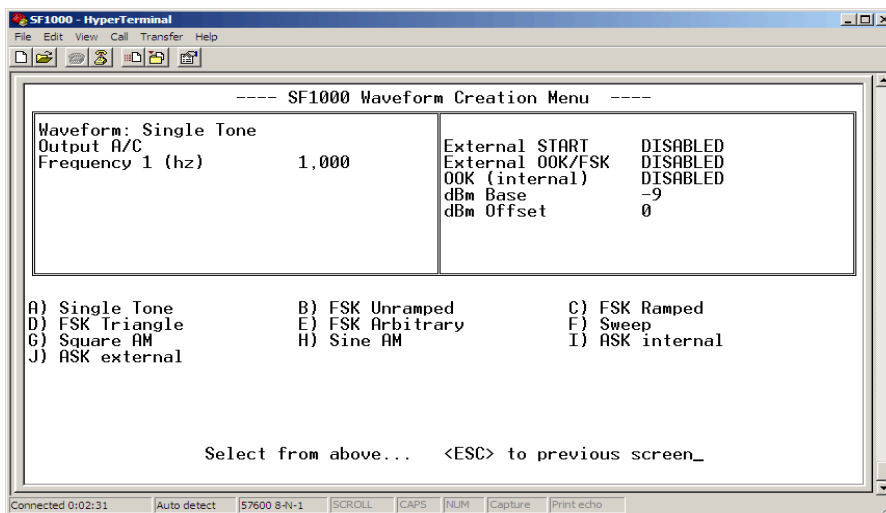 SF1000 - HyperTerminal
File Edit View Call Transfer Help
---- SF1000 Waveform Creation Menu ----
Waveform: Single Tone
Output A/C
Frequency 1 (hz) 1,000
External START DISABLED
External OOK/FSK DISABLED
OOK (internal) DISABLED
dBm Base -9
dBm Offset 0
A) Single Tone B) FSK Unramped C) FSK Ramped
D) FSK Triangle E) FSK Arbitrary F) Sweep
G) Square AM H) Sine AM I) ASK internal
J) ASK external
Select from above... <ESC> to previous screen_
Connected 0:02:31 Auto detect 57600 8-N-1 SCROLL CAPS NUM Capture Print echo